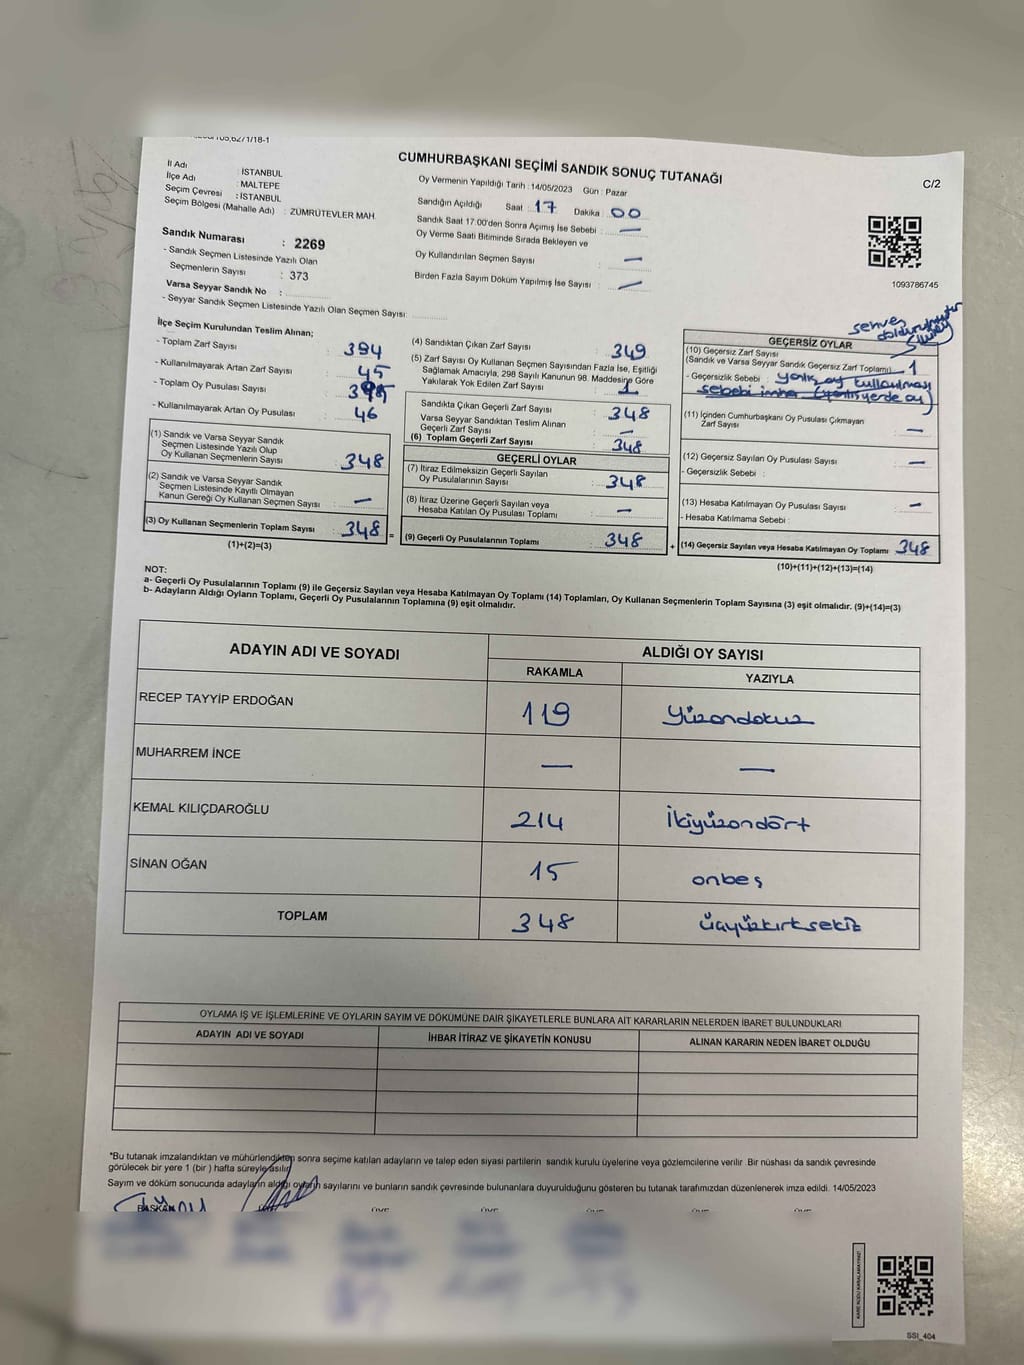 CUMHURBAŞKANI SEÇİMİ SANDIK SONUÇ TUTANAĞI
C/2
İl Adı : İSTANBUL
İlçe Adı : MALTEPE
Seçim Çevresi : İSTANBUL
Seçim Bölgesi (Mahalle Adı) : ZÜMRÜTEVLER MAH.
Sandık Numarası : 2269
- Sandık Seçmen Listesinde Yazılı Olan
Seçmenlerin Sayısı : 373
Varsa Seyyar Sandık No :
- Seyyar Sandık Seçmen Listesinde Yazılı Olan Seçmen Sayısı:
Oy Vermenin Yapıldığı Tarih : 14/05/2023 Gün : Pazar
Sandığın Açıldığı Saat : 17 Dakika : 00
Sandık Saat 17:00'den Sonra Açımış İse Sebebi : —
Oy Verme Saati Bitiminde Sırada Bekleyen ve
Oy Kullandırılan Seçmen Sayısı : —
Birden Fazla Sayım Döküm Yapılmış İse Sayısı : —
1093786745
İlçe Seçim Kurulundan Teslim Alınan;
- Toplam Zarf Sayısı : 394
- Kullanılmayarak Artan Zarf Sayısı : 45
- Toplam Oy Pusulası Sayısı :
- Kullanılmayarak Artan Oy Pusulası : 46
(1) Sandık ve Varsa Seyyar Sandık
Seçmen Listesinde Yazılı Olup
Oy Kullanan Seçmenlerin Sayısı : 348
(2) Sandık ve Varsa Seyyar Sandık
Seçmen Listesinde Kayıtlı Olmayan
Kanun Gereği Oy Kullanan Seçmen Sayısı : —
(3) Oy Kullanan Seçmenlerin Toplam Sayısı : 348 =
(1)+(2)=(3)
(4) Sandıktan Çıkan Zarf Sayısı : 349
(5) Zarf Sayısı Oy Kullanan Seçmen Sayısından Fazla İse, Eşitliği
Sağlamak Amacıyla, 298 Sayılı Kanunun 98. Maddesine Göre
Yakılarak Yok Edilen Zarf Sayısı : 1
Sandıkta Çıkan Geçerli Zarf Sayısı : 348
Varsa Seyyar Sandıktan Teslim Alınan
Geçerli Zarf Sayısı : —
(6) Toplam Geçerli Zarf Sayısı : 348
GEÇERLİ OYLAR
(7) İtiraz Edilmeksizin Geçerli Sayılan
Oy Pusulalarının Sayısı : 348
(8) İtiraz Üzerine Geçerli Sayılan veya
Hesaba Katılan Oy Pusulası Toplamı : —
(9) Geçerli Oy Pusulalarının Toplamı : 348 +
sehven
GEÇERSİZ OYLAR
(10) Geçersiz Zarf Sayısı
(Sandık ve Varsa Seyyar Sandık Geçersiz Zarf Toplamı) : 1
- Geçersizlik Sebebi : yanlış oy kullanılması
sebebi imha (yanlış yerde oy)
(11) İçinden Cumhurbaşkanı Oy Pusulası Çıkmayan
Zarf Sayısı : —
(12) Geçersiz Sayılan Oy Pusulası Sayısı : —
- Geçersizlik Sebebi :
(13) Hesaba Katılmayan Oy Pusulası Sayısı : —
- Hesaba Katılmama Sebebi :
(14) Geçersiz Sayılan veya Hesaba Katılmayan Oy Toplamı : 348
(10)+(11)+(12)+(13)=(14)
NOT:
a- Geçerli Oy Pusulalarının Toplamı (9) ile Geçersiz Sayılan veya Hesaba Katılmayan Oy Toplamı (14) Toplamları, Oy Kullanan Seçmenlerin Toplam Sayısına (3) eşit olmalıdır. (9)+(14)=(3)
b- Adayların Aldığı Oyların Toplamı, Geçerli Oy Pusulalarının Toplamına (9) eşit olmalıdır.
ADAYIN ADI VE SOYADI ALDIĞI OY SAYISI
RAKAMLA YAZIYLA
RECEP TAYYİP ERDOĞAN 119 Yüzondokuz
MUHARREM İNCE — —
KEMAL KILIÇDAROĞLU 214 İkiyüzondört
SİNAN OĞAN 15 onbeş
TOPLAM 348 üçyüzkırksekiz
OYLAMA İŞ VE İŞLEMLERİNE VE OYLARIN SAYIM VE DÖKÜMÜNE DAİR ŞİKAYETLERLE BUNLARA AİT KARARLARIN NELERDEN İBARET BULUNDUKLARI
ADAYIN ADI VE SOYADI İHBAR İTİRAZ VE ŞİKAYETİN KONUSU ALINAN KARARIN NEDEN İBARET OLDUĞU
*Bu tutanak imzalandıktan ve mühürlendikten sonra seçime katılan adayların ve talep eden siyasi partilerin sandık kurulu üyelerine veya gözlemcilerine verilir. Bir nüshası da sandık çevresinde
görülecek bir yere 1 (bir ) hafta süreyle asılır.
Sayım ve döküm sonucunda adayların aldığı oyların sayılarını ve bunların sandık çevresinde bulunanlara duyurulduğunu gösteren bu tutanak tarafımızdan düzenlenerek imza edildi. 14/05/2023
BAŞKAN
SSI_404